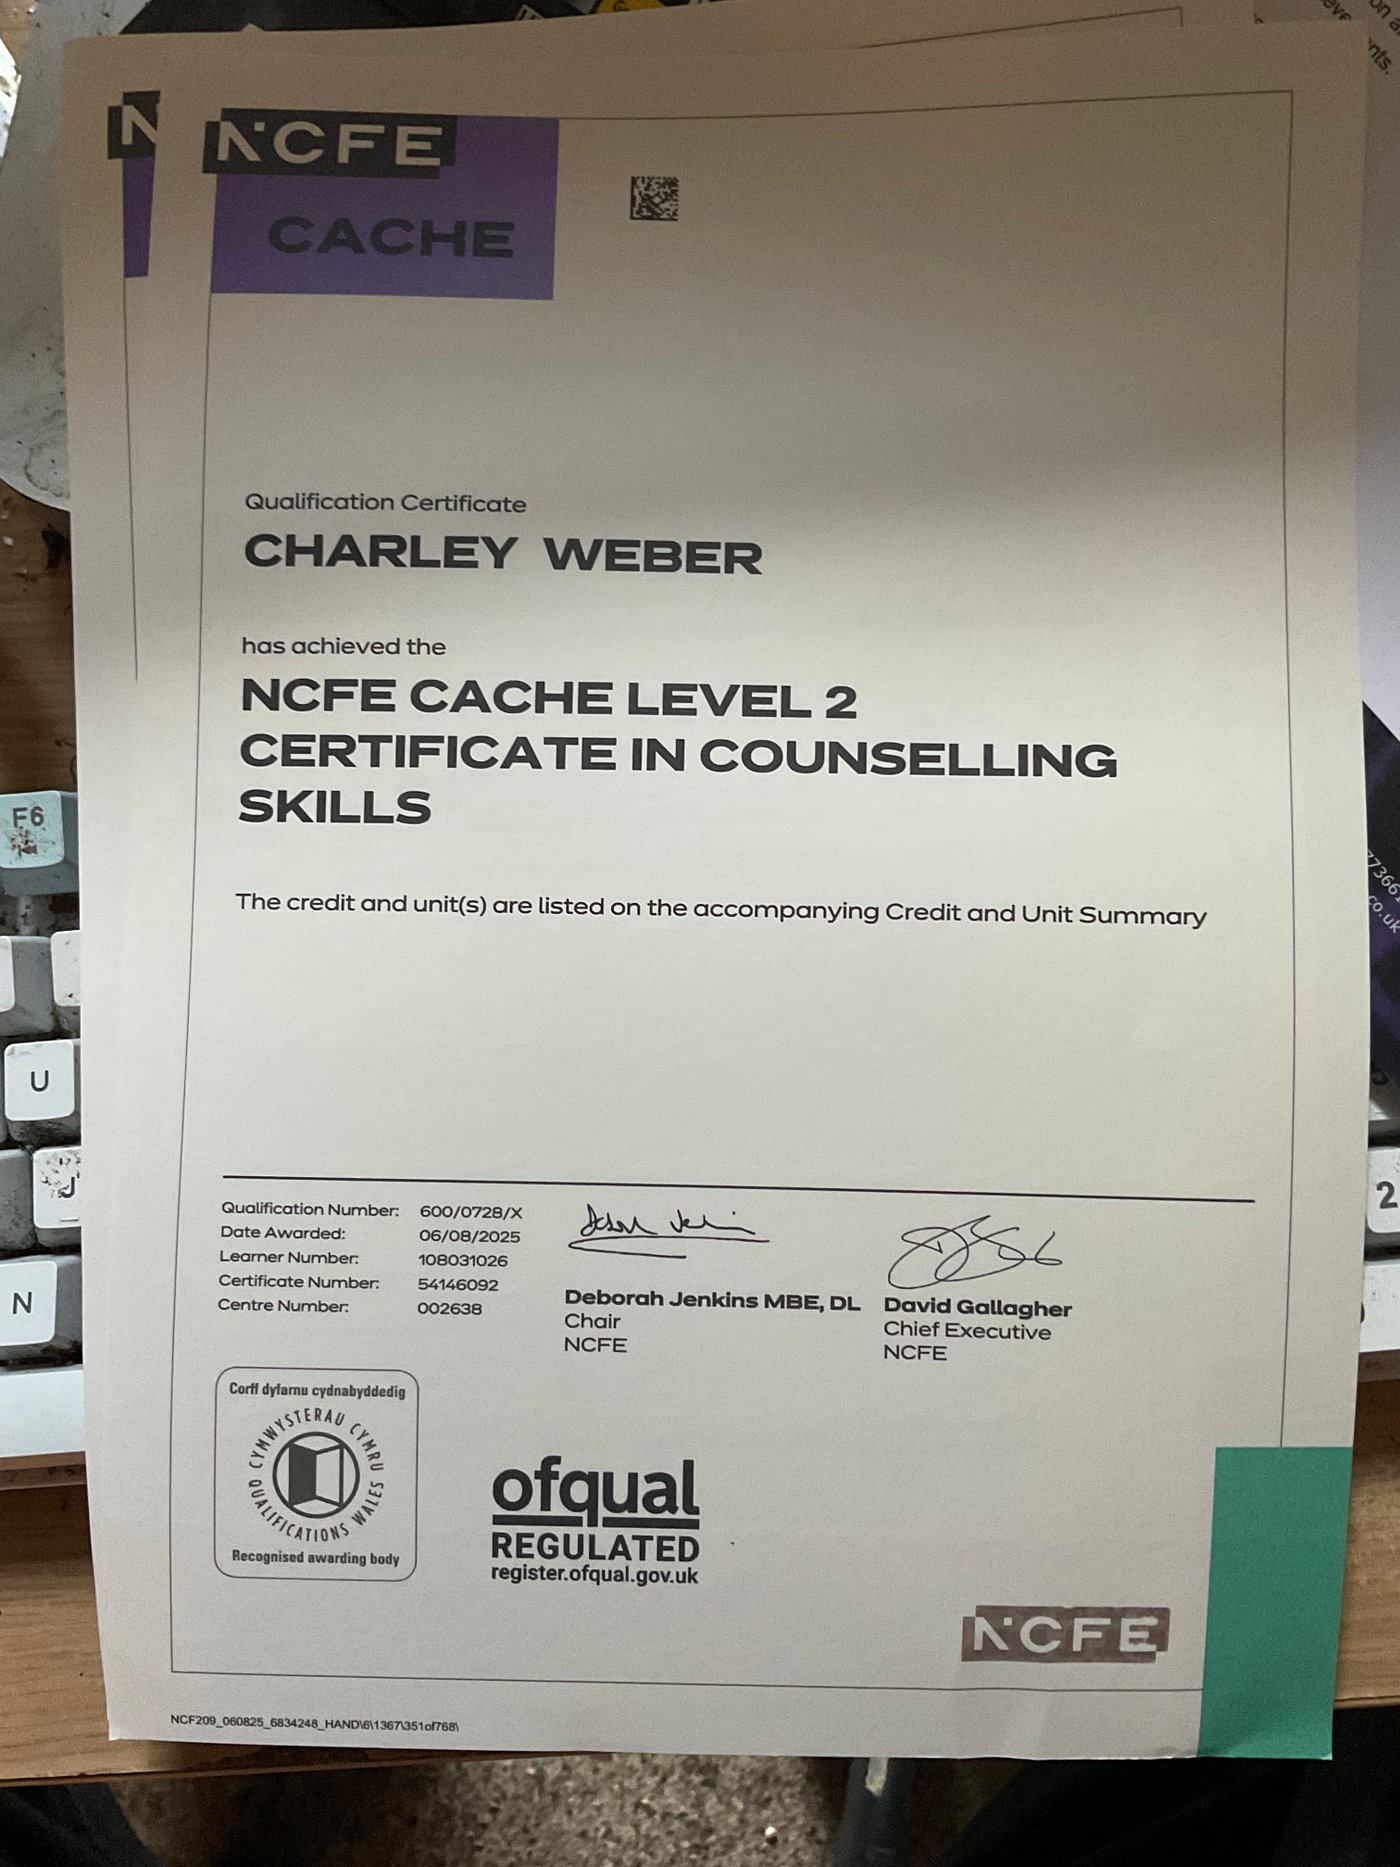 N
NCFE
CACHE
Qualification Certificate
CHARLEY WEBER
has achieved the
NCFE CACHE LEVEL 2
CERTIFICATE IN COUNSELLING
SKILLS
The credit and unit(s) are listed on the accompanying Credit and Unit Summary
Qualification Number: 600/0728/X
Date Awarded: 06/08/2025
Learner Number: 108031026
Certificate Number: 54146092
Centre Number: 002638
Deborah Jenkins MBE, DL
Chair
NCFE
David Gallagher
Chief Executive
NCFE
Corff dyfarnu cydnabyddedig
CYMWYSTERAU CYMRU
QUALIFICATIONS WALES
Recognised awarding body
ofqual
REGULATED
register.ofqual.gov.uk
NCFE
NCF209_060825_6834248_HAND\6\1367\351of768\
F6
U
J
N
2
nts.
77366
co.uk